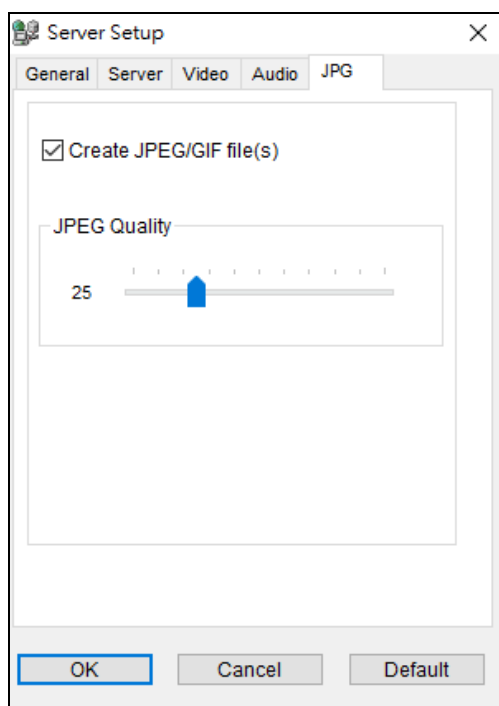 Server Setup
General Server Video Audio JPG
Create JPEG/GIF file(s)
JPEG Quality
25
OK Cancel Default